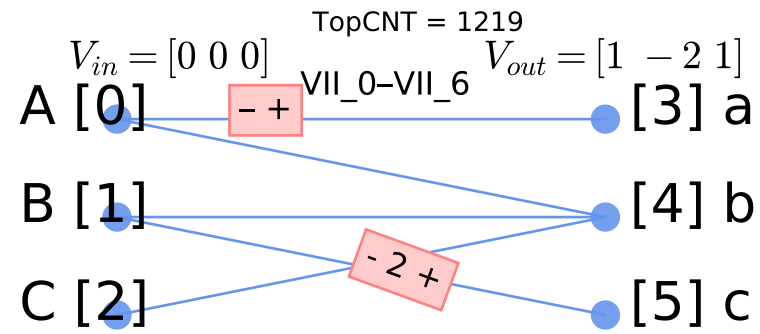 TopCNT = 1219
V_in = [0 0 0]
V_out = [1 − 2 1]
VII_0–VII_6
A [0]
– +
[3] a
B [1]
[4] b
- 2 +
C [2]
[5] c